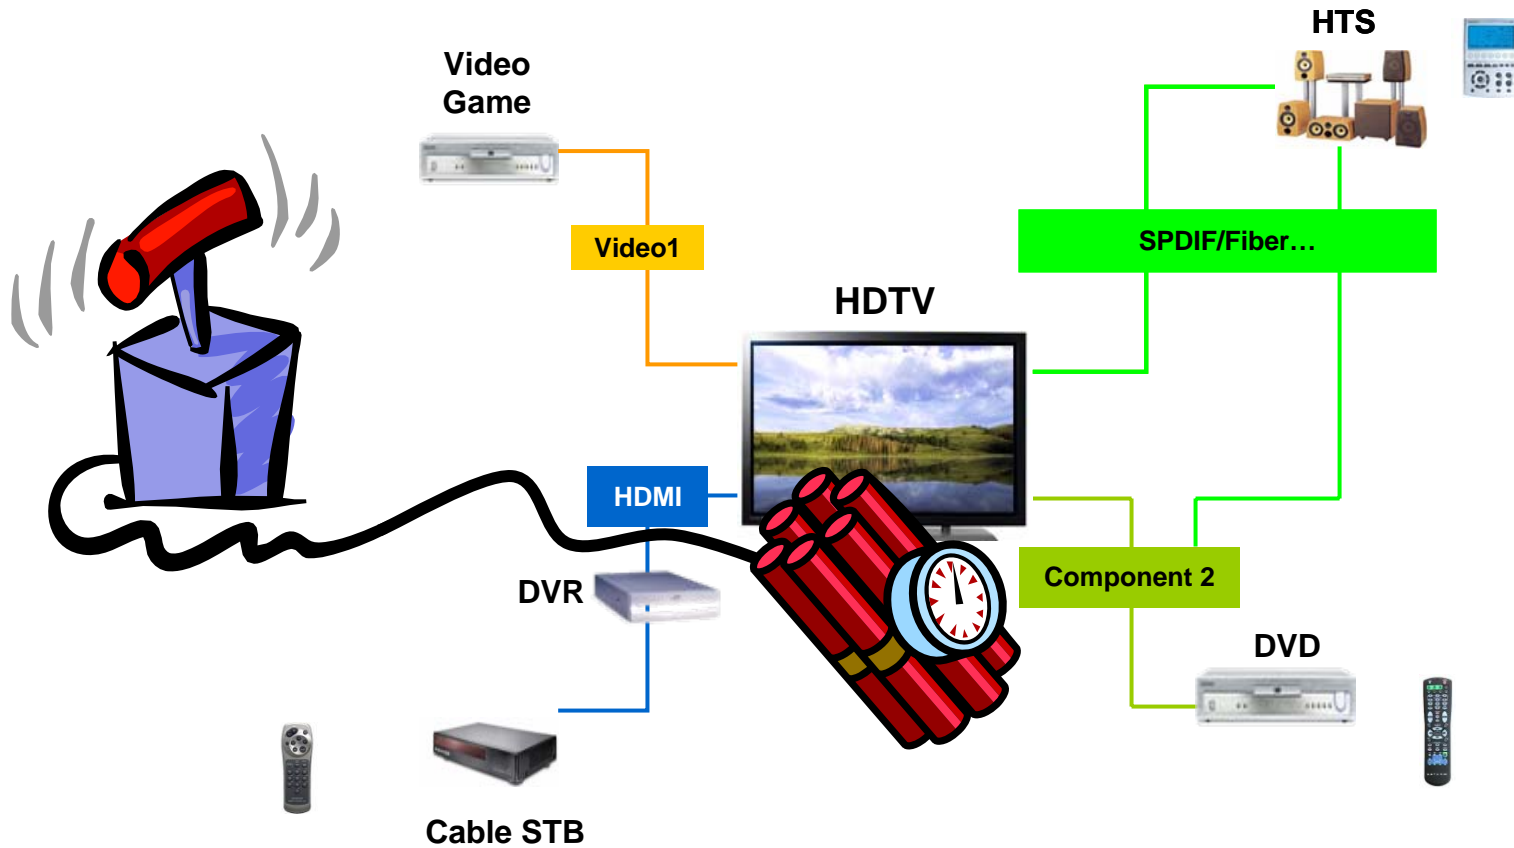 HTS
Video
Game
Video1
SPDIF/Fiber...
HDTV
HDMI
Component 2
DVR
DVD
Cable STB